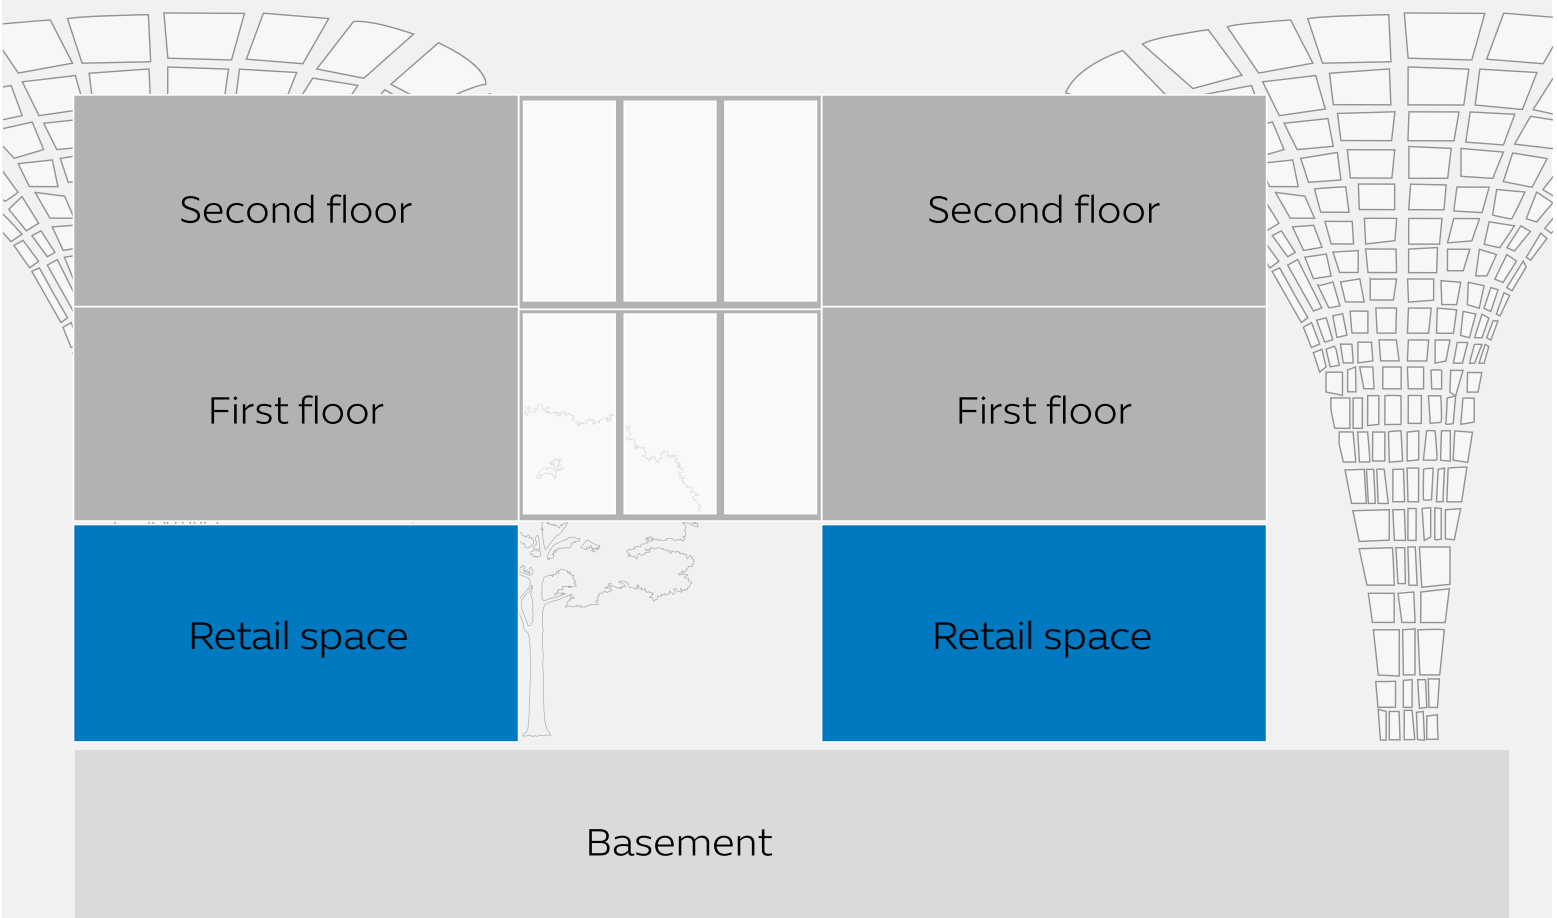 Second floor
Second floor
First floor
First floor
Retail space
Retail space
Basement